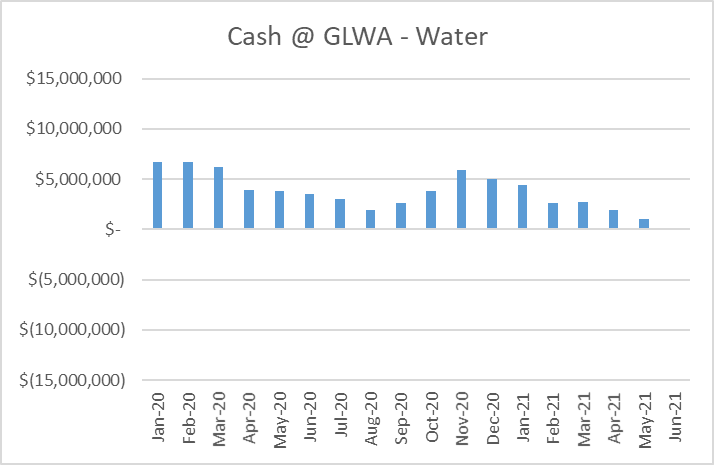 Cash @ GLWA - Water
$15,000,000
$10,000,000
$5,000,000
$-
$(5,000,000)
$(10,000,000)
$(15,000,000)
Jan-20
Feb-20
Mar-20
Apr-20
May-20
Jun-20
Jul-20
Aug-20
Sep-20
Oct-20
Nov-20
Dec-20
Jan-21
Feb-21
Mar-21
Apr-21
May-21
Jun-21